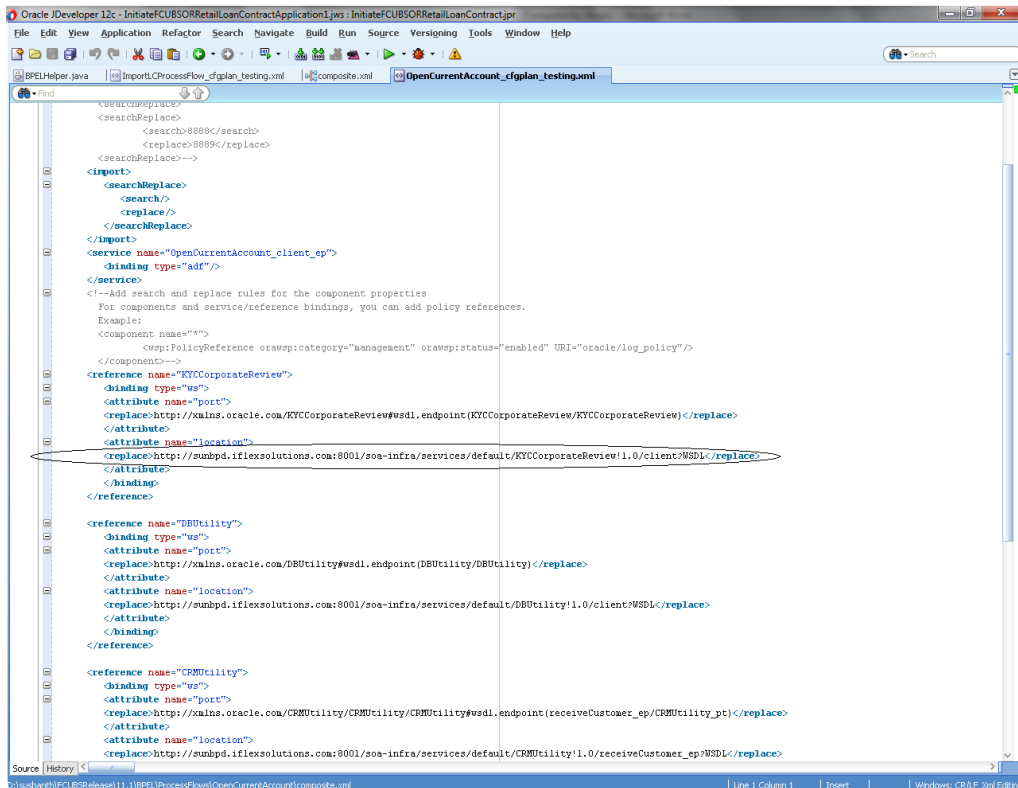 Oracle JDeveloper 12c - InitiateFCUBSORRetailLoanContractApplication1.jws : InitiateFCUBSORRetailLoanContract.jpr
File Edit View Application Refactor Search Navigate Build Run Source Versioning Tools Window Help
Search
BPELHelper.java ImportLCProcessFlow_cfgplan_testing.xml composite.xml OpenCurrentAccount_cfgplan_testing.xml
Find
<searchReplace>
<searchReplace>
<search>8888</search>
<replace>8889</replace>
<searchReplace>-->
<import>
<searchReplace>
<search/>
<replace/>
</searchReplace>
</import>
<service name="OpenCurrentAccount_client_ep">
<binding type="adf"/>
</service>
<!--Add search and replace rules for the component properties
For components and service/reference bindings, you can add policy references.
Example:
<component name="*">
<wsp:PolicyReference orawsp:category="management" orawsp:status="enabled" URI="oracle/log_policy"/>
</component>-->
<reference name="KYCCorporateReview">
<binding type="ws">
<attribute name="port">
<replace>http://xmlns.oracle.com/KYCCorporateReview#wsdl.endpoint(KYCCorporateReview/KYCCorporateReview)</replace>
</attribute>
<attribute name="location">
<replace>http://sunbpd.iflexsolutions.com:8001/soa-infra/services/default/KYCCorporateReview!1.0/client?WSDL</replace>
</attribute>
</binding>
</reference>
<reference name="DBUtility">
<binding type="ws">
<attribute name="port">
<replace>http://xmlns.oracle.com/DBUtility#wsdl.endpoint(DBUtility/DBUtility)</replace>
</attribute>
<attribute name="location">
<replace>http://sunbpd.iflexsolutions.com:8001/soa-infra/services/default/DBUtility!1.0/client?WSDL</replace>
</attribute>
</binding>
</reference>
<reference name="CRMUtility">
<binding type="ws">
<attribute name="port">
<replace>http://xmlns.oracle.com/CRMUtility/CRMUtility/CRMUtility#wsdl.endpoint(receiveCustomer_ep/CRMUtility_pt)</replace>
</attribute>
<attribute name="location">
<replace>http://sunbpd.iflexsolutions.com:8001/soa-infra/services/default/CRMUtility!1.0/receiveCustomer_ep?WSDL</replace>
Source History
D:\sushanth\FCUBSRelease\11.1\BPEL\ProcessFlows\OpenCurrentAccount\composite.xml Line 1 Column 1 Insert Windows: CR/LF Xml Editin